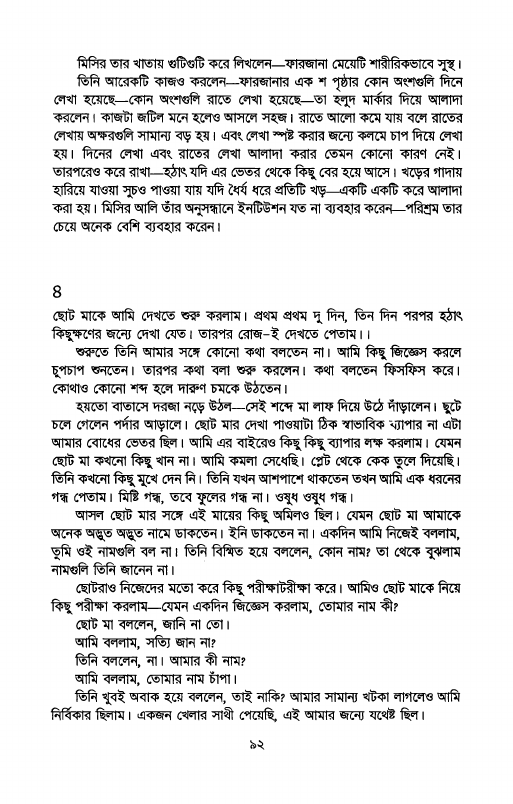 মিসির তার খাতায় গুটিগুটি করে লিখলেন—ফারজানা মেয়েটি শারীরিকভাবে সুস্থ।
তিনি আরেকটি কাজও করলেন—ফারজানার এক শ পৃষ্ঠার কোন অংশগুলি দিনে
লেখা হয়েছে—কোন অংশগুলি রাতে লেখা হয়েছে—তা হলুদ মার্কার দিয়ে আলাদা
করলেন। কাজটা জটিল মনে হলেও আসলে সহজ। রাতে আলো কমে যায় বলে রাতের
লেখায় অক্ষরগুলি সামান্য বড় হয়। এবং লেখা স্পষ্ট করার জন্যে কলমে চাপ দিয়ে লেখা
হয়। দিনের লেখা এবং রাতের লেখা আলাদা করার তেমন কোনো কারণ নেই।
তারপরেও করে রাখা—হঠাৎ যদি এর ভেতর থেকে কিছু বের হয়ে আসে। খড়ের গাদায়
হারিয়ে যাওয়া সুচও পাওয়া যায় যদি ধৈর্য ধরে প্রতিটি খড়—একটি একটি করে আলাদা
করা হয়। মিসির আলি তাঁর অনুসন্ধানে ইনটিউশন যত না ব্যবহার করেন—পরিশ্রম তার
চেয়ে অনেক বেশি ব্যবহার করেন।
৪
ছোট মাকে আমি দেখতে শুরু করলাম। প্রথম প্রথম দু দিন, তিন দিন পরপর হঠাৎ
কিছুক্ষণের জন্যে দেখা যেত। তারপর রোজ-ই দেখতে পেতাম।।
শুরুতে তিনি আমার সঙ্গে কোনো কথা বলতেন না। আমি কিছু জিজ্ঞেস করলে
চুপচাপ শুনতেন। তারপর কথা বলা শুরু করলেন। কথা বলতেন ফিসফিস করে।
কোথাও কোনো শব্দ হলে দারুণ চমকে উঠতেন।
হয়তো বাতাসে দরজা নড়ে উঠল—সেই শব্দে মা লাফ দিয়ে উঠে দাঁড়ালেন। ছুটে
চলে গেলেন পর্দার আড়ালে। ছোট মার দেখা পাওয়াটা ঠিক স্বাভাবিক ব্যাপার না এটা
আমার বোধের ভেতর ছিল। আমি এর বাইরেও কিছু কিছু ব্যাপার লক্ষ করলাম। যেমন
ছোট মা কখনো কিছু খান না। আমি কমলা সেধেছি। প্লেট থেকে কেক তুলে দিয়েছি।
তিনি কখনো কিছু মুখে দেন নি। তিনি যখন আশপাশে থাকতেন তখন আমি এক ধরনের
গন্ধ পেতাম। মিষ্টি গন্ধ, তবে ফুলের গন্ধ না। ওষুধ ওষুধ গন্ধ।
আসল ছোট মার সঙ্গে এই মায়ের কিছু অমিলও ছিল। যেমন ছোট মা আমাকে
অনেক অদ্ভুত অদ্ভুত নামে ডাকতেন। ইনি ডাকতেন না। একদিন আমি নিজেই বললাম,
তুমি ওই নামগুলি বল না। তিনি বিস্মিত হয়ে বললেন, কোন নাম? তা থেকে বুঝলাম
নামগুলি তিনি জানেন না।
ছোটরাও নিজেদের মতো করে কিছু পরীক্ষাটরীক্ষা করে। আমিও ছোট মাকে নিয়ে
কিছু পরীক্ষা করলাম—যেমন একদিন জিজ্ঞেস করলাম, তোমার নাম কী?
ছোট মা বললেন, জানি না তো।
আমি বললাম, সত্যি জান না?
তিনি বললেন, না। আমার কী নাম?
আমি বললাম, তোমার নাম চাঁপা।
তিনি খুবই অবাক হয়ে বললেন, তাই নাকি? আমার সামান্য খটকা লাগলেও আমি
নির্বিকার ছিলাম। একজন খেলার সাথী পেয়েছি, এই আমার জন্যে যথেষ্ট ছিল।
৯২